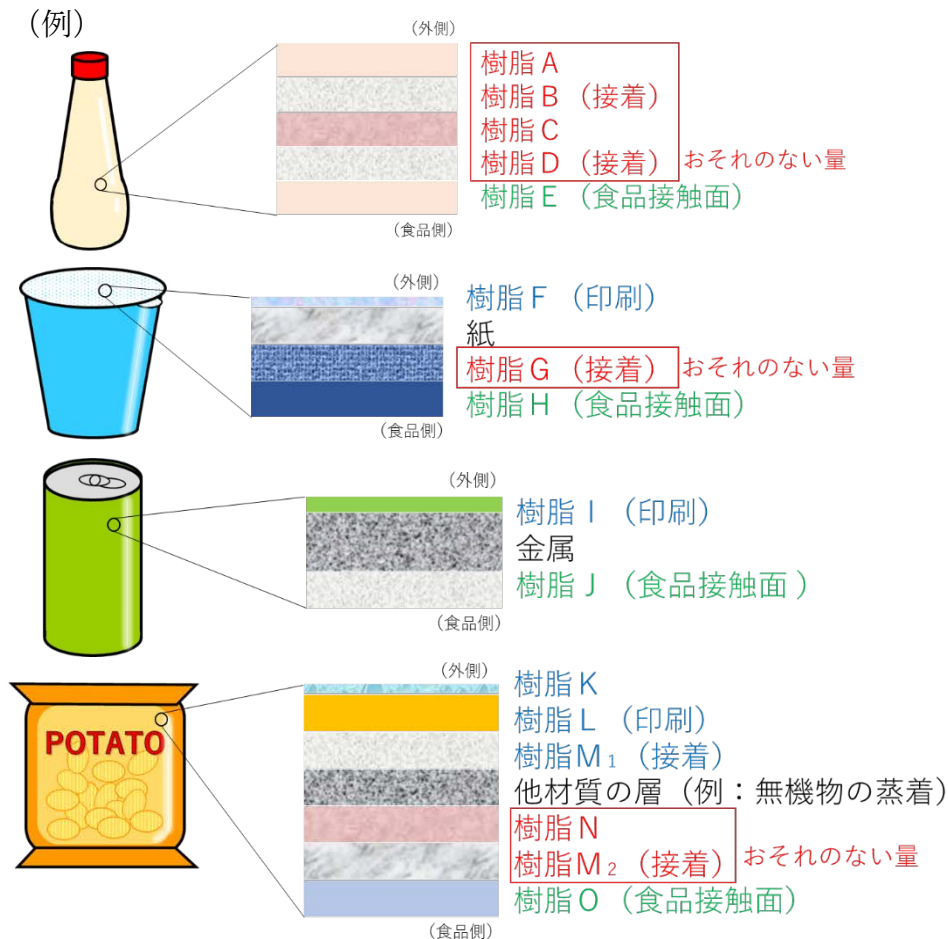 （例）
（外側）
樹脂A
樹脂B（接着）
樹脂C
樹脂D（接着） おそれのない量
樹脂E（食品接触面）
（食品側）
（外側）
樹脂F（印刷）
紙
樹脂G（接着） おそれのない量
樹脂H（食品接触面）
（食品側）
（外側）
樹脂I（印刷）
金属
樹脂J（食品接触面）
（食品側）
（外側）
樹脂K
樹脂L（印刷）
POTATO
樹脂M₁（接着）
他材質の層（例：無機物の蒸着）
樹脂N
樹脂M₂（接着） おそれのない量
樹脂O（食品接触面）
（食品側）